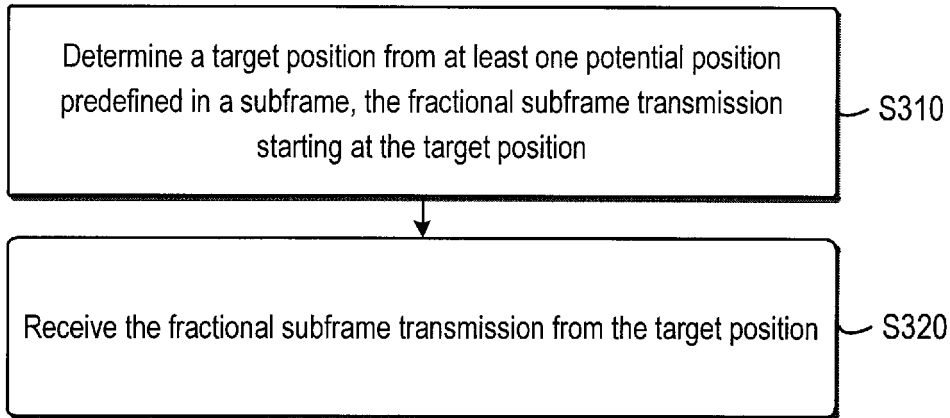 Determine a target position from at least one potential position
predefined in a subframe, the fractional subframe transmission
starting at the target position
S310
Receive the fractional subframe transmission from the target position
S320